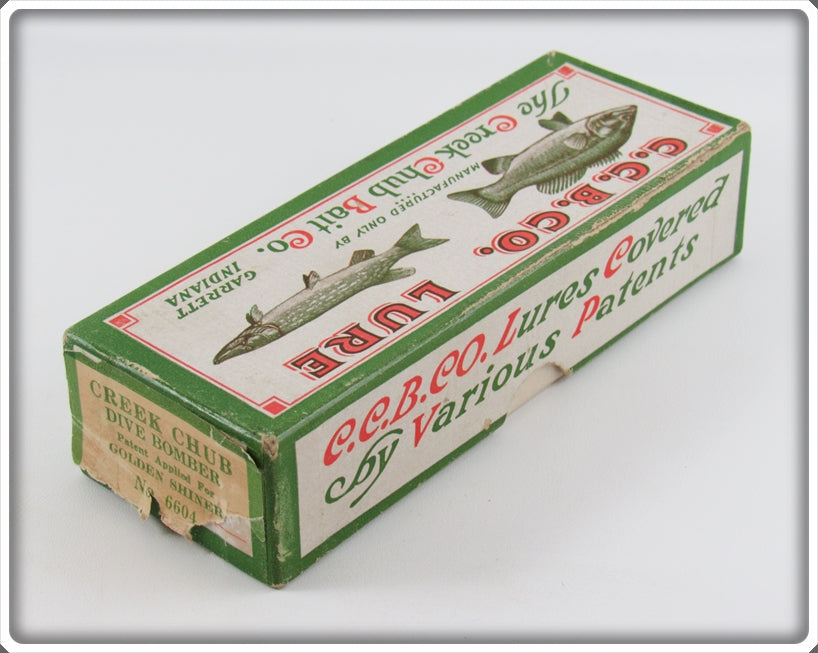 C.C.B.CO. LURE
The Creek Chub Bait Co.
MANUFACTURED ONLY BY
GARRETT
INDIANA
C.C.B.CO. Lures Covered
by Various Patents
CREEK CHUB
DIVE BOMBER
Patent Applied For
GOLDEN SHINER
No. 6604